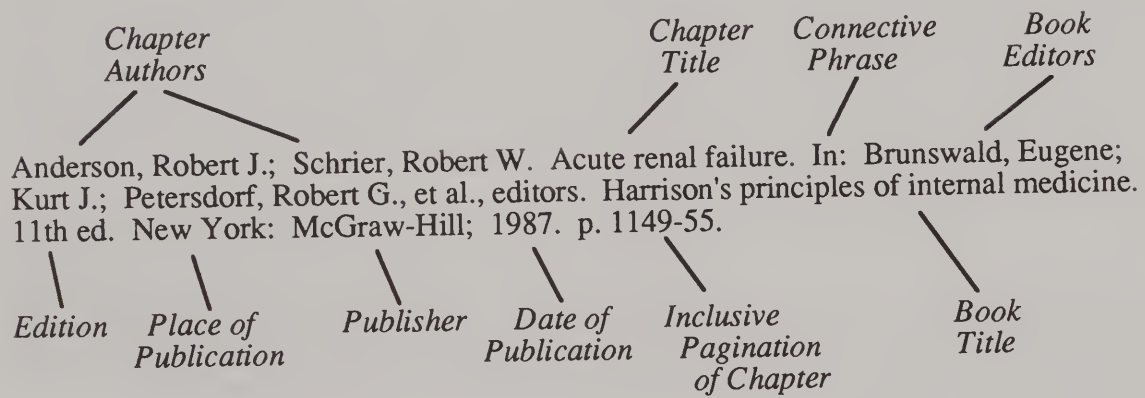 Chapter Authors
Chapter Title
Connective Phrase
Book Editors
Anderson, Robert J.; Schrier, Robert W. Acute renal failure. In: Brunswald, Eugene;
Kurt J.; Petersdorf, Robert G., et al., editors. Harrison's principles of internal medicine.
11th ed. New York: McGraw-Hill; 1987. p. 1149-55.
Edition
Place of Publication
Publisher
Date of Publication
Inclusive Pagination of Chapter
Book Title